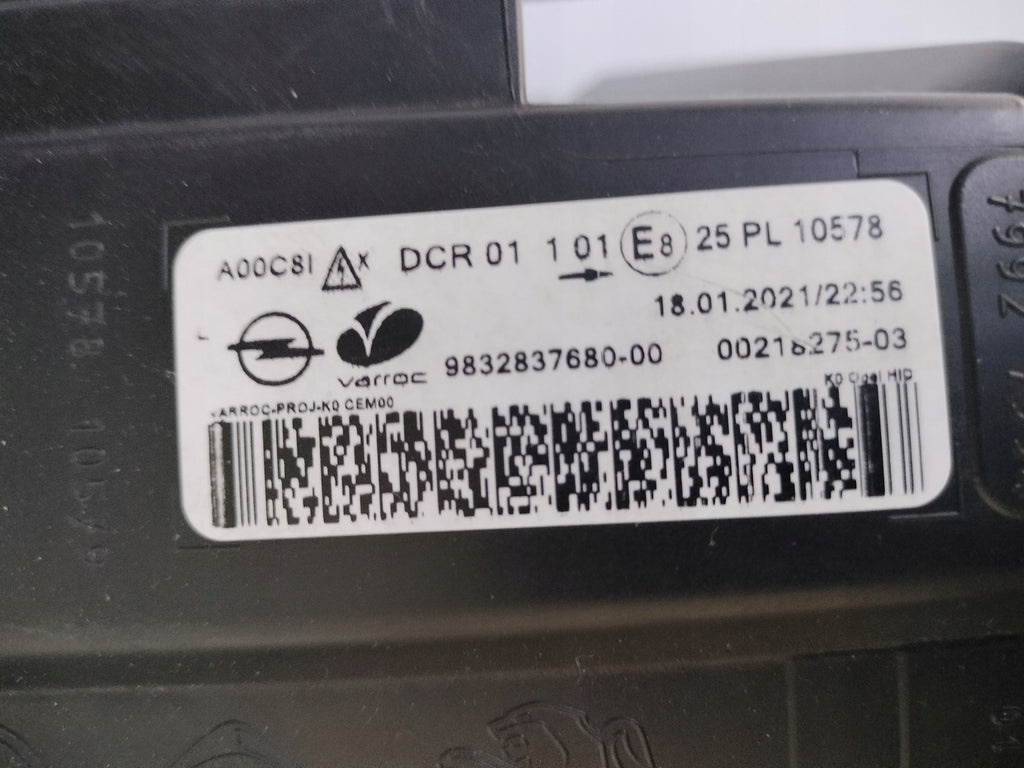 A00C8I X DCR 01 1 01 E8 25 PL 10578
18.01.2021/22:56
varroc 9832837680-00 00218275-03
VARROC-PROJ-K0 CEM00 K0 Opel HID
10578